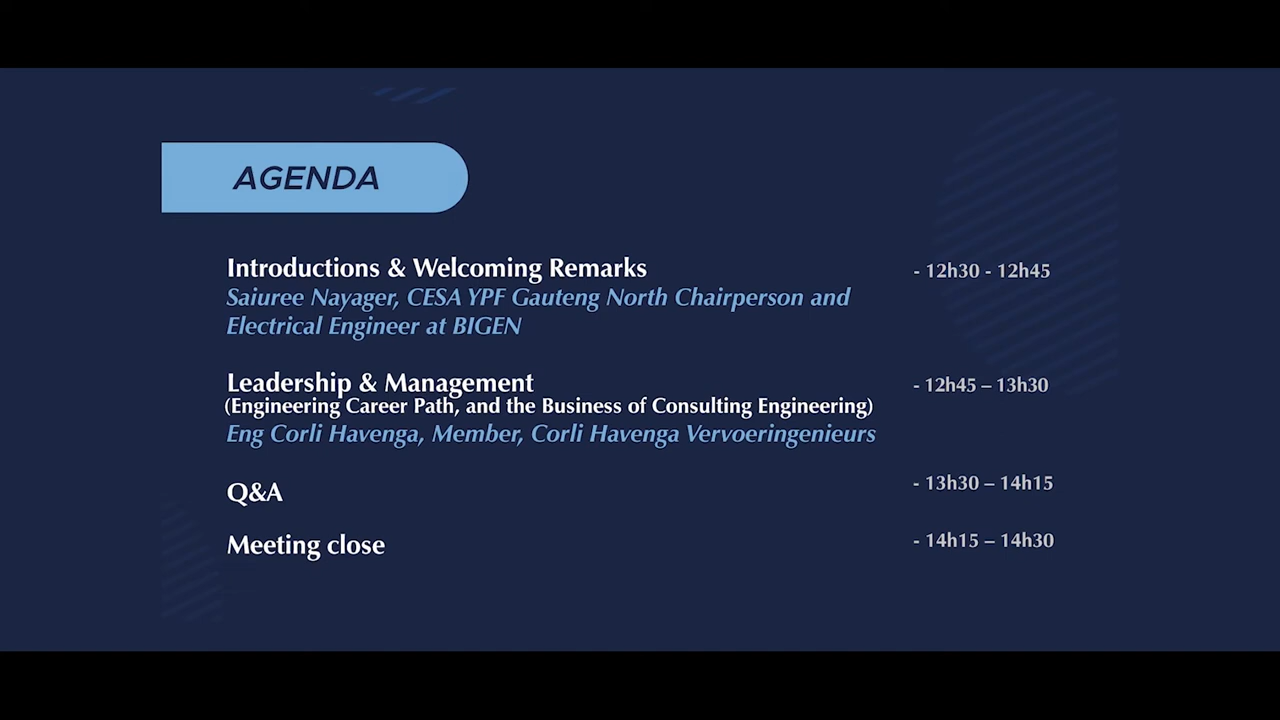 AGENDA
Introductions & Welcoming Remarks - 12h30 - 12h45
Saiuree Nayager, CESA YPF Gauteng North Chairperson and
Electrical Engineer at BIGEN
Leadership & Management - 12h45 – 13h30
(Engineering Career Path, and the Business of Consulting Engineering)
Eng Corli Havenga, Member, Corli Havenga Vervoeringenieurs
Q&A - 13h30 – 14h15
Meeting close - 14h15 – 14h30